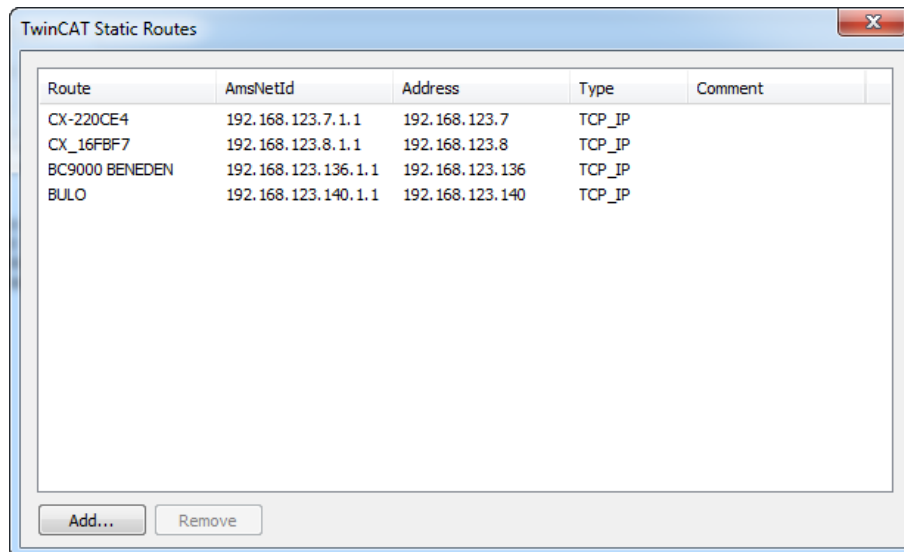 TwinCAT Static Routes
Route AmsNetId Address Type Comment
CX-220CE4 192.168.123.7.1.1 192.168.123.7 TCP_IP
CX_16FBF7 192.168.123.8.1.1 192.168.123.8 TCP_IP
BC9000 BENEDEN 192.168.123.136.1.1 192.168.123.136 TCP_IP
BULO 192.168.123.140.1.1 192.168.123.140 TCP_IP
Add... Remove